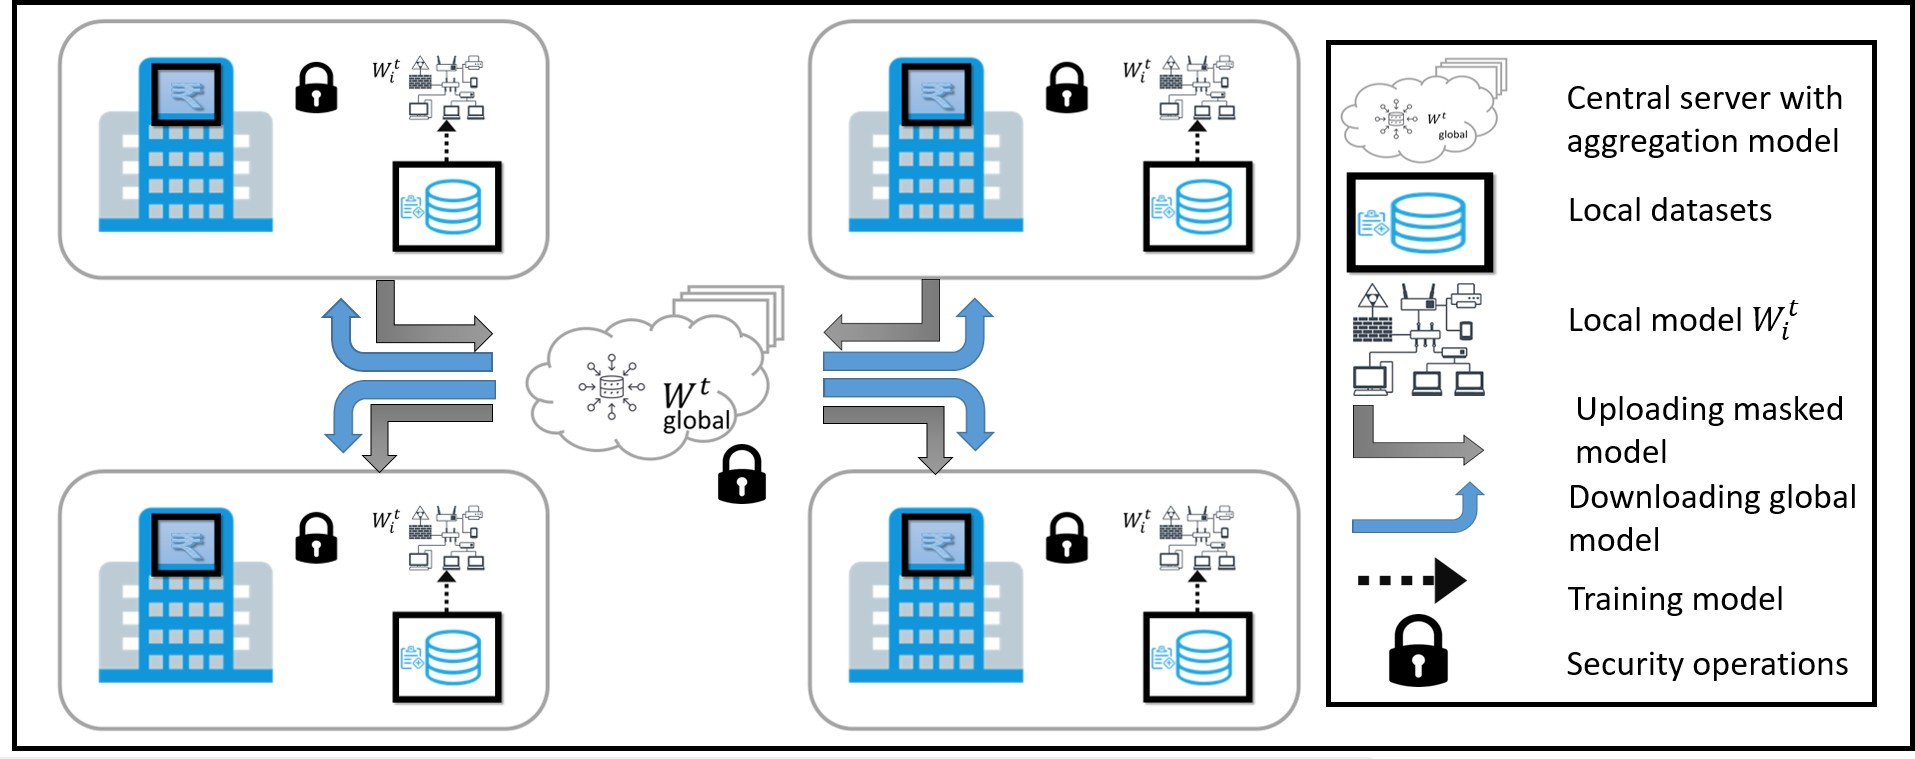 W_i^t
W_i^t
W^t
global
W_i^t
W_i^t
W^t
global
Central server with
aggregation model
Local datasets
Local model W_i^t
Uploading masked
model
Downloading global
model
Training model
Security operations